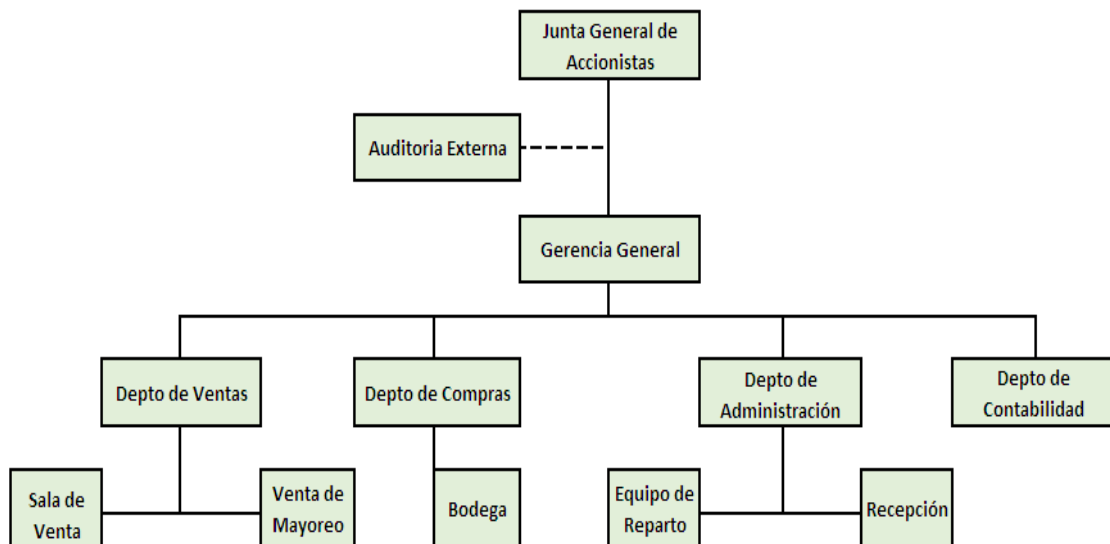 Junta General de
Accionistas
Auditoria Externa
Gerencia General
Depto de Ventas
Depto de Compras
Depto de
Administración
Depto de
Contabilidad
Sala de
Venta
Venta de
Mayoreo
Bodega
Equipo de
Reparto
Recepción